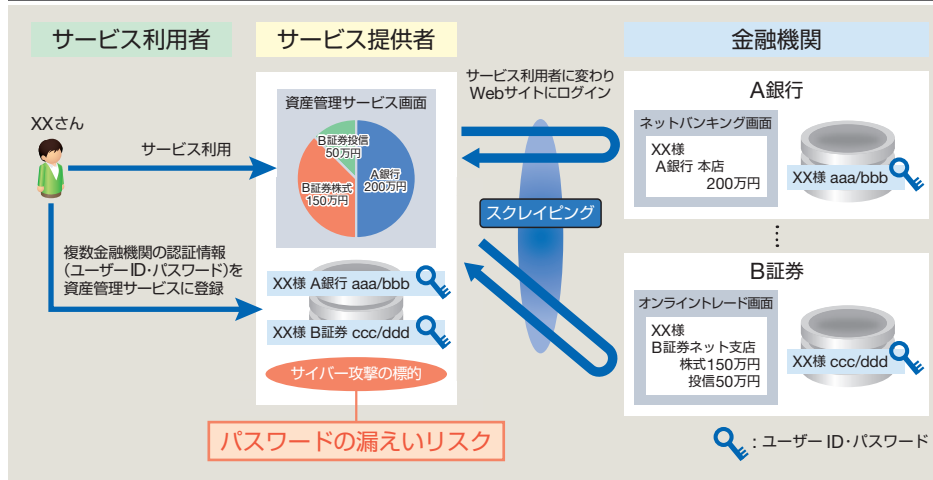 サービス利用者
サービス提供者
金融機関
XXさん
サービス利用
複数金融機関の認証情報
(ユーザーID・パスワード)を
資産管理サービスに登録
資産管理サービス画面
B証券投信
50万円
A銀行
200万円
B証券株式
150万円
XX様 A銀行 aaa/bbb
XX様 B証券 ccc/ddd
サイバー攻撃の標的
パスワードの漏えいリスク
サービス利用者に変わり
Webサイトにログイン
スクレイピング
A銀行
ネットバンキング画面
XX様
A銀行 本店
200万円
XX様 aaa/bbb
B証券
オンライントレード画面
XX様
B証券ネット支店
株式150万円
投信50万円
XX様 ccc/ddd
:ユーザーID・パスワード